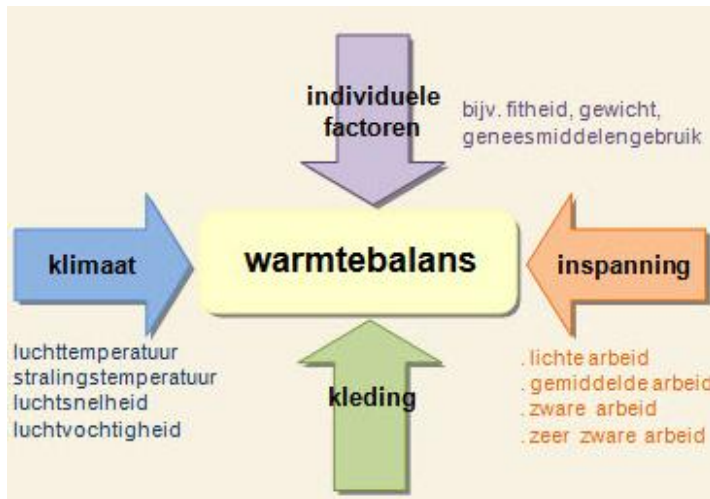 individuele
factoren
bijv. fitheid, gewicht,
geneesmiddelengebruik
klimaat
warmtebalans
inspanning
luchttemperatuur
stralingstemperatuur
luchtsnelheid
luchtvochtigheid
kleding
. lichte arbeid
. gemiddelde arbeid
. zware arbeid
. zeer zware arbeid